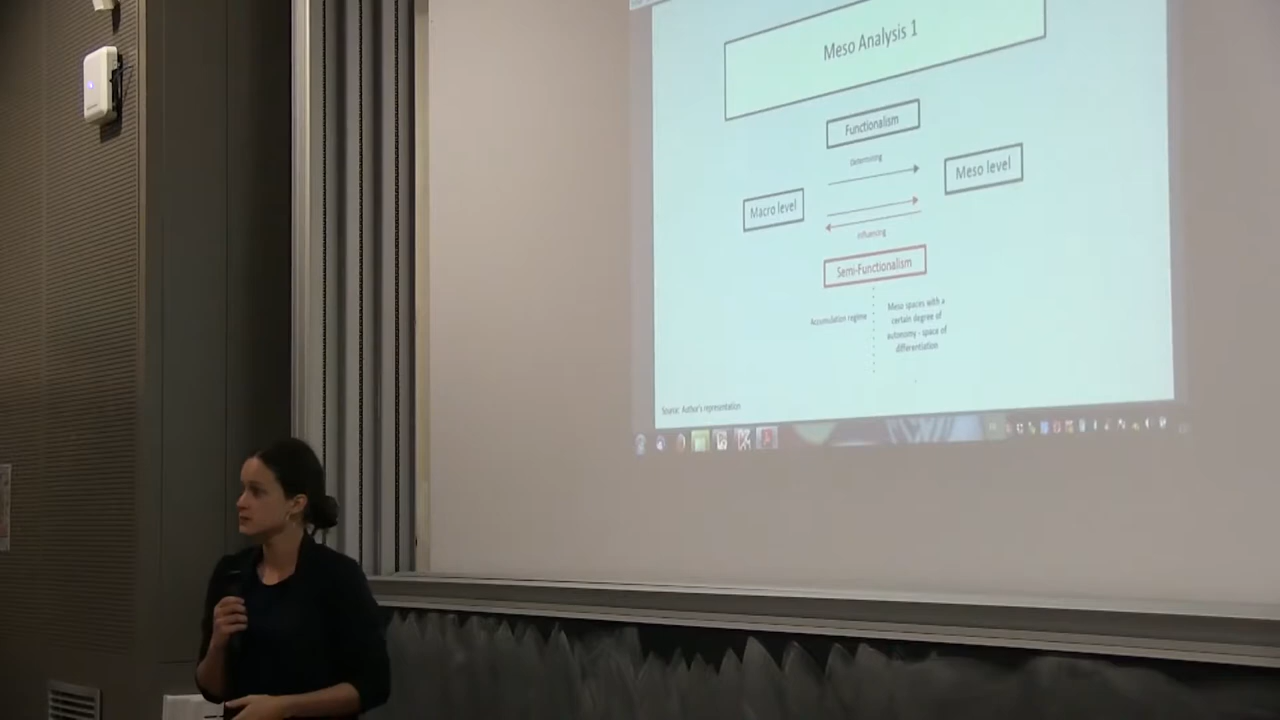 Meso Analysis 1
Functionalism
Determining
Meso level
Macro level
Influencing
Semi-Functionalism
Accumulation regime
Meso spaces with a
certain degree of
autonomy - space of
differentiation
Source: Author's representation